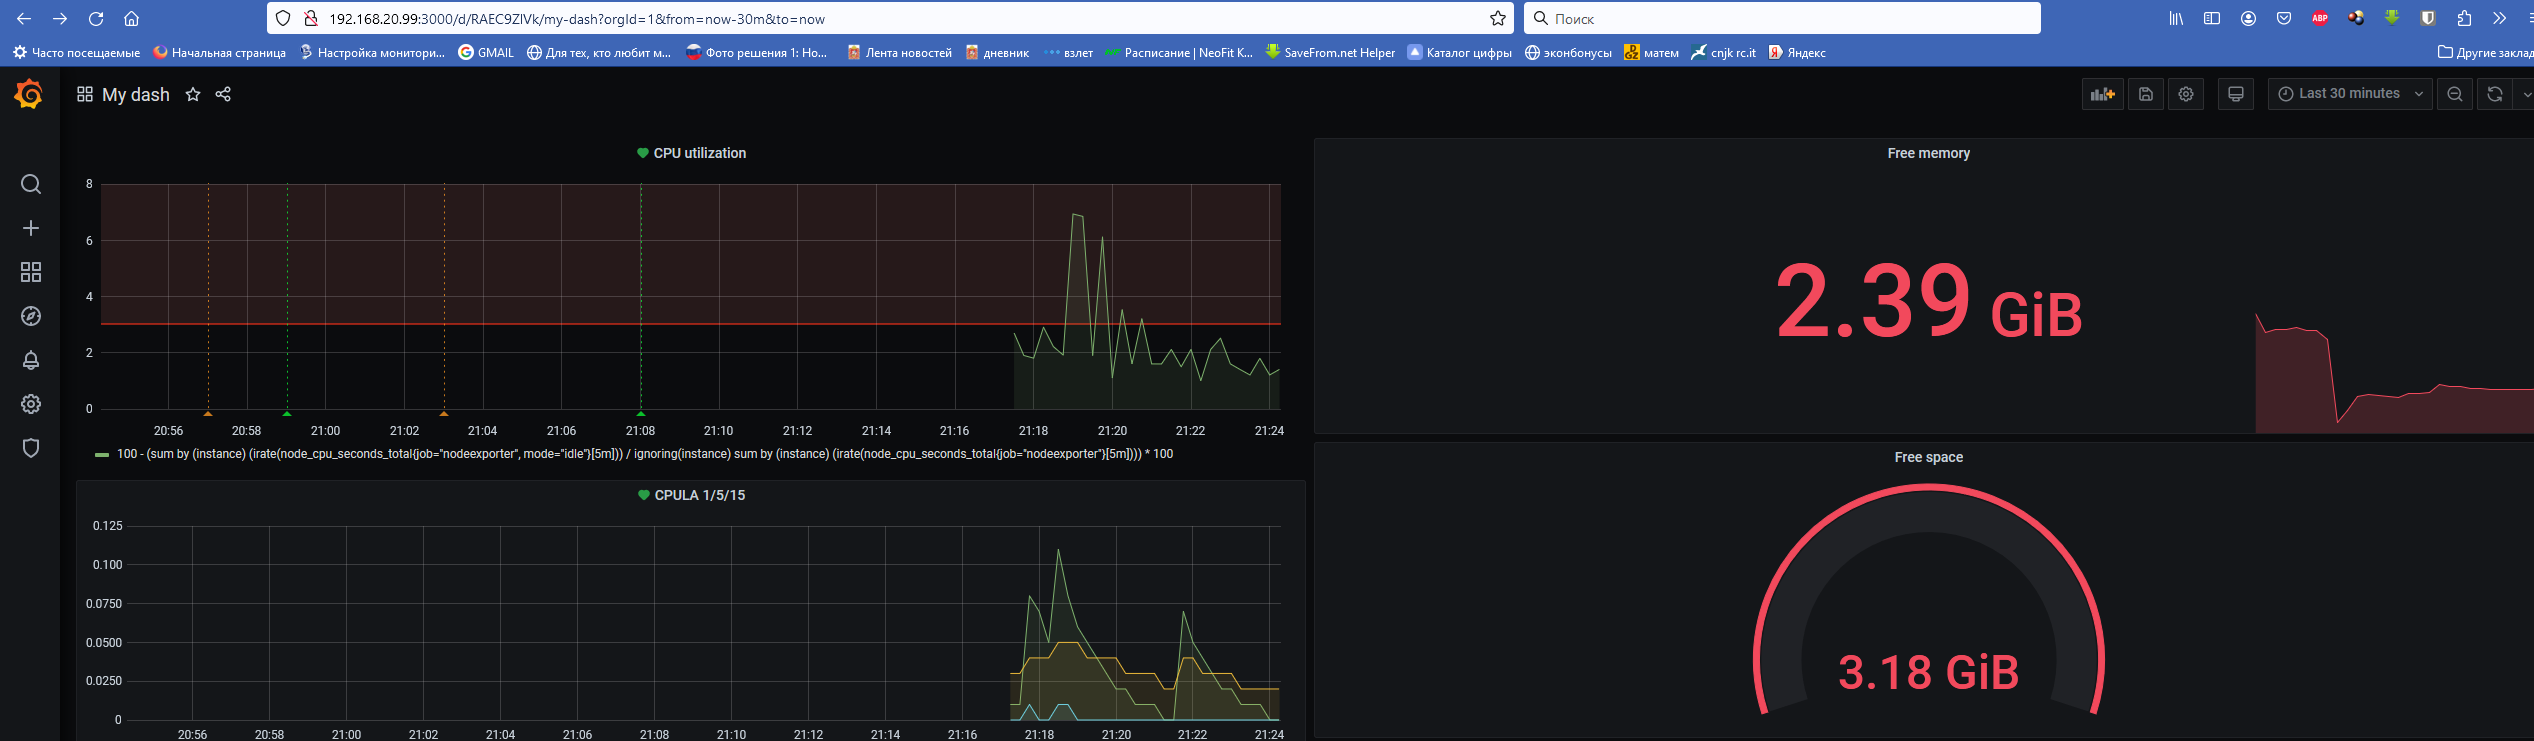 192.168.20.99:3000/d/RAEC9ZlVk/my-dash?orgId=1&from=now-30m&to=now
Поиск
ABP
Часто посещаемые
Начальная страница
Настройка монитори...
GMAIL
Для тех, кто любит м...
Фото решения 1: Но...
Лента новостей
дневник
взлет
Расписание | NeoFit К...
SaveFrom.net Helper
Каталог цифры
эконбонусы
матем
cnjk rc.it
Яндекс
Другие заклад
My dash
Last 30 minutes
CPU utilization
8
6
4
2
0
20:56 20:58 21:00 21:02 21:04 21:06 21:08 21:10 21:12 21:14 21:16 21:18 21:20 21:22 21:24
100 - (sum by (instance) (irate(node_cpu_seconds_total{job="nodeexporter", mode="idle"}[5m])) / ignoring(instance) sum by (instance) (irate(node_cpu_seconds_total{job="nodeexporter"}[5m]))) * 100
Free memory
2.39 GiB
CPULA 1/5/15
0.125
0.100
0.0750
0.0500
0.0250
0
20:56 20:58 21:00 21:02 21:04 21:06 21:08 21:10 21:12 21:14 21:16 21:18 21:20 21:22 21:24
Free space
3.18 GiB